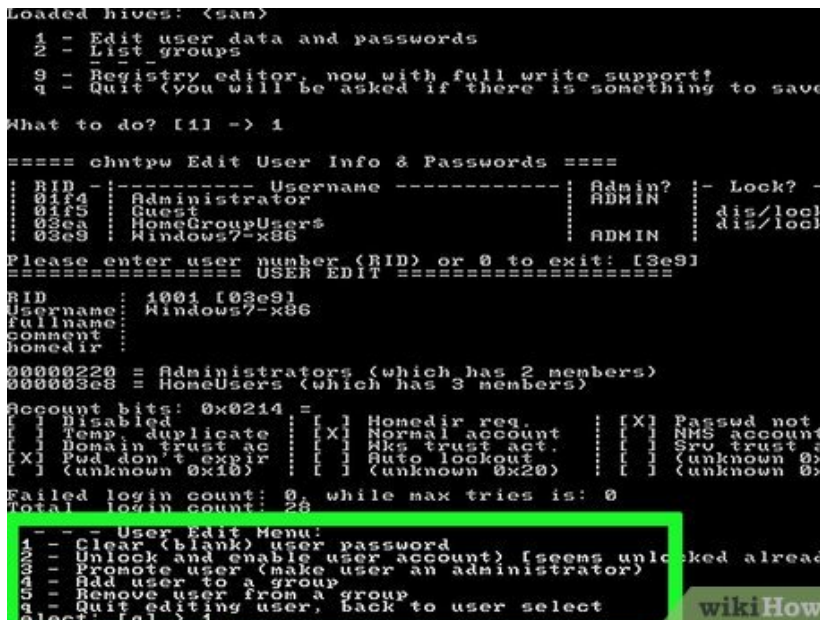 Loaded hives: <sam>
1 - Edit user data and passwords
2 - List groups
- - -
9 - Registry editor, now with full write support!
q - Quit (you will be asked if there is something to save
What to do? [1] -> 1
===== chntpw Edit User Info & Passwords ====
| RID -|---------- Username ------------| Admin? |- Lock? -
| 01f4 | Administrator | ADMIN |
| 01f5 | Guest | | dis/lock
| 03ea | HomeGroupUser$ | | dis/lock
| 03e9 | Windows7-x86 | ADMIN |
Please enter user number (RID) or 0 to exit: [3e9]
================= USER EDIT ====================
RID : 1001 [03e9]
Username: Windows7-x86
fullname:
comment :
homedir :
00000220 = Administrators (which has 2 members)
000003e8 = HomeUsers (which has 3 members)
Account bits: 0x0214 =
[ ] Disabled | [ ] Homedir req. | [X] Passwd not
[ ] Temp. duplicate | [X] Normal account | [ ] NMS account
[ ] Domain trust ac | [ ] Wks trust act. | [ ] Srv trust a
[X] Pwd don't expir | [ ] Auto lockout | [ ] (unknown 0x
[ ] (unknown 0x10) | [ ] (unknown 0x20) | [ ] (unknown 0x
Failed login count: 0, while max tries is: 0
Total login count: 28
- - - - User Edit Menu:
1 - Clear (blank) user password
2 - Unlock and enable user account) [seems unlocked alread
3 - Promote user (make user an administrator)
4 - Add user to a group
5 - Remove user from a group
q - Quit editing user, back to user select
elect: [q] > 1
wikiHow